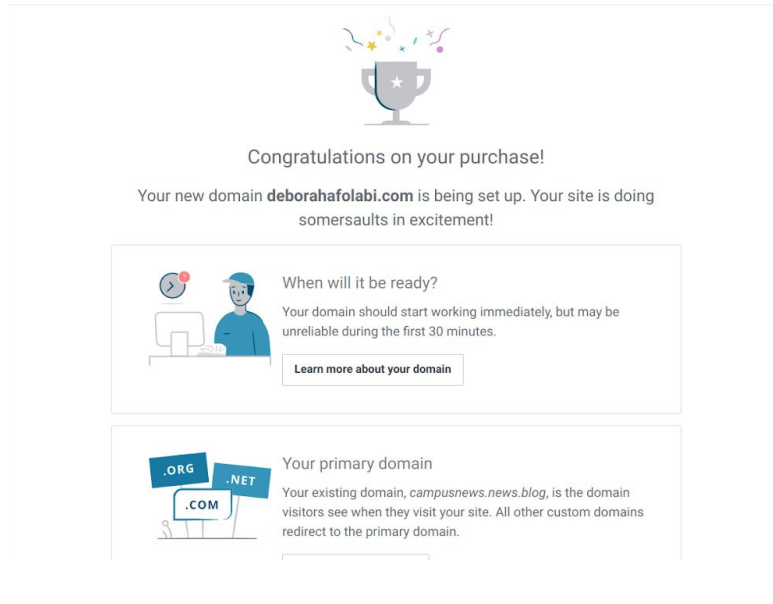 Congratulations on your purchase!
Your new domain deborahafolabi.com is being set up. Your site is doing
somersaults in excitement!
?
When will it be ready?
Your domain should start working immediately, but may be
unreliable during the first 30 minutes.
Learn more about your domain
.ORG
.NET
.COM
Your primary domain
Your existing domain, campusnews.news.blog, is the domain
visitors see when they visit your site. All other custom domains
redirect to the primary domain.